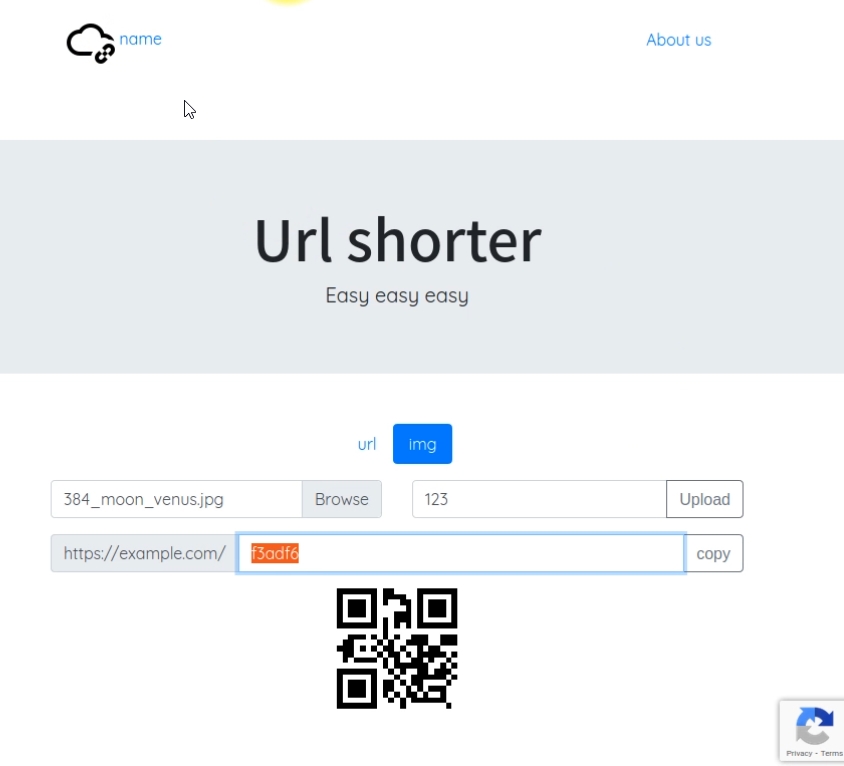 name About us
Url shorter
Easy easy easy
url img
384_moon_venus.jpg Browse 123 Upload
https://example.com/ f3adf6 copy
Privacy - Terms